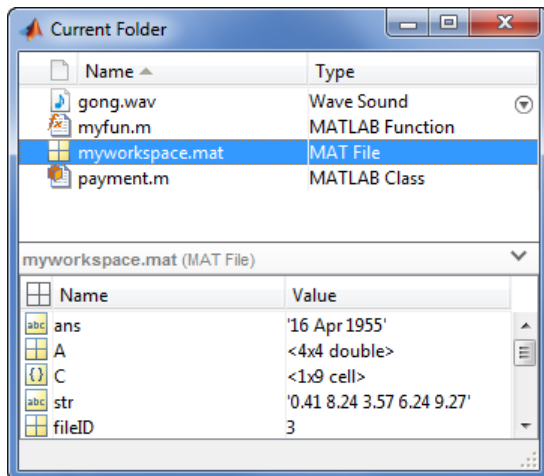 Current Folder
Name Type
gong.wav Wave Sound
myfun.m MATLAB Function
myworkspace.mat MAT File
payment.m MATLAB Class
myworkspace.mat (MAT File)
Name Value
abc ans '16 Apr 1955'
A <4x4 double>
{} C <1x9 cell>
abc str '0.41 8.24 3.57 6.24 9.27'
fileID 3